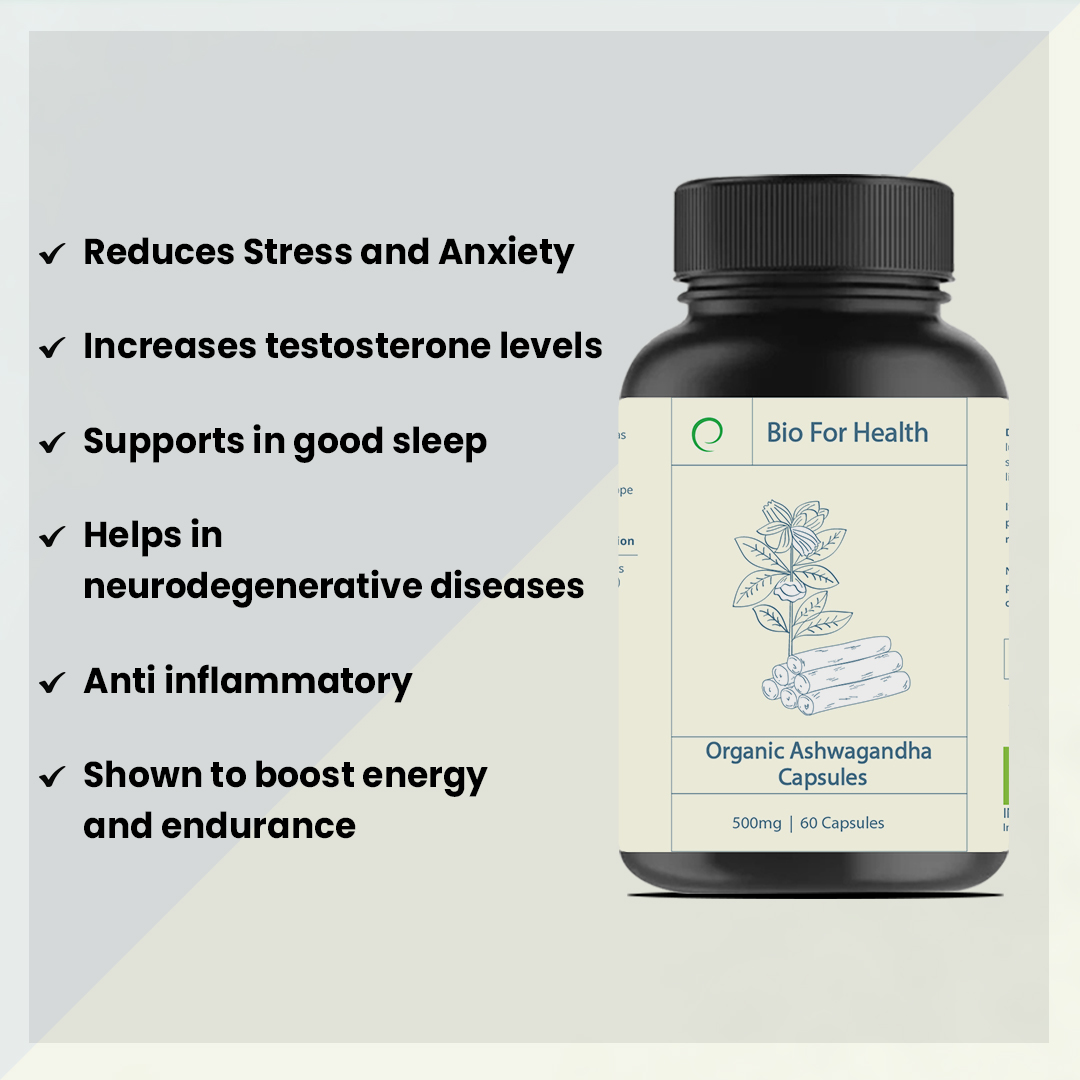 Reduces Stress and Anxiety
Increases testosterone levels
Supports in good sleep
Helps in
neurodegenerative diseases
Anti inflammatory
Shown to boost energy
and endurance
Bio For Health
Organic Ashwagandha
Capsules
500mg | 60 Capsules